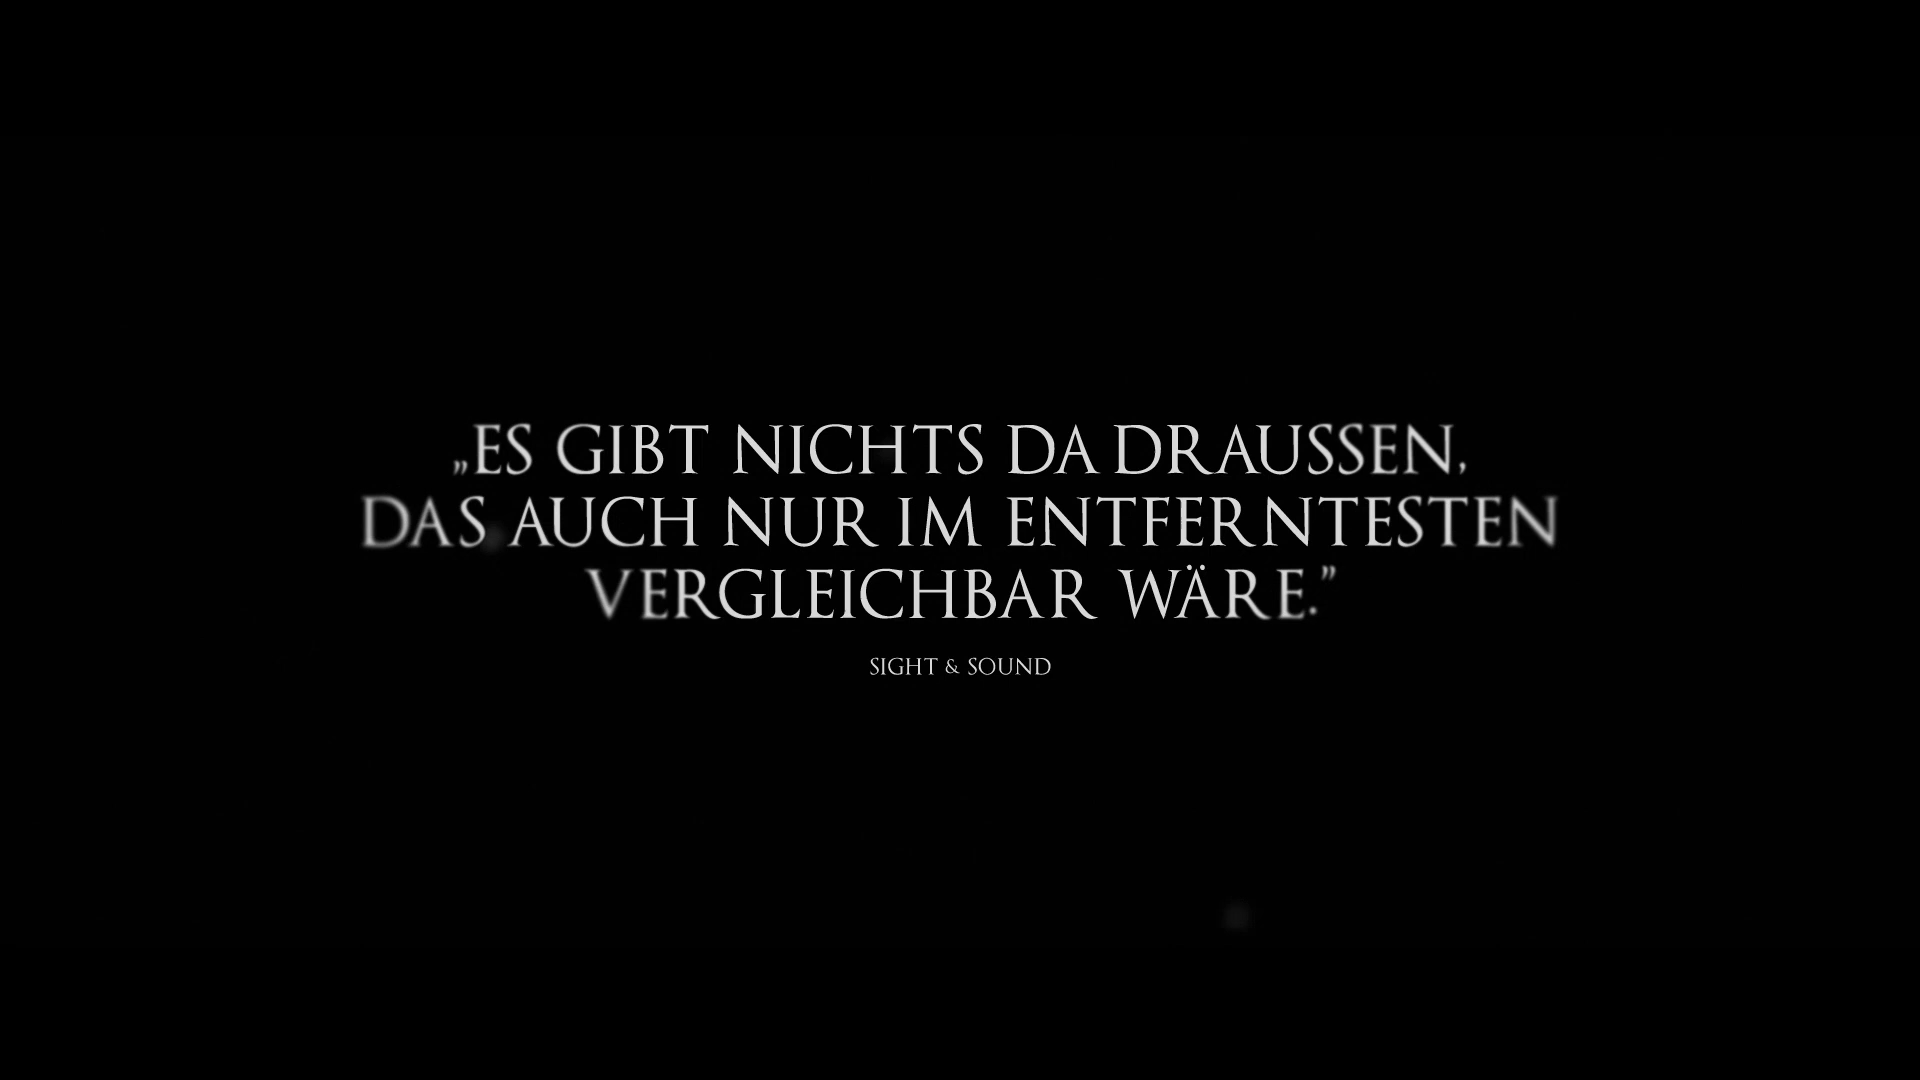 „ES GIBT NICHTS DA DRAUSSEN,
DAS AUCH NUR IM ENTFERNTESTEN
VERGLEICHBAR WÄRE.”
SIGHT & SOUND